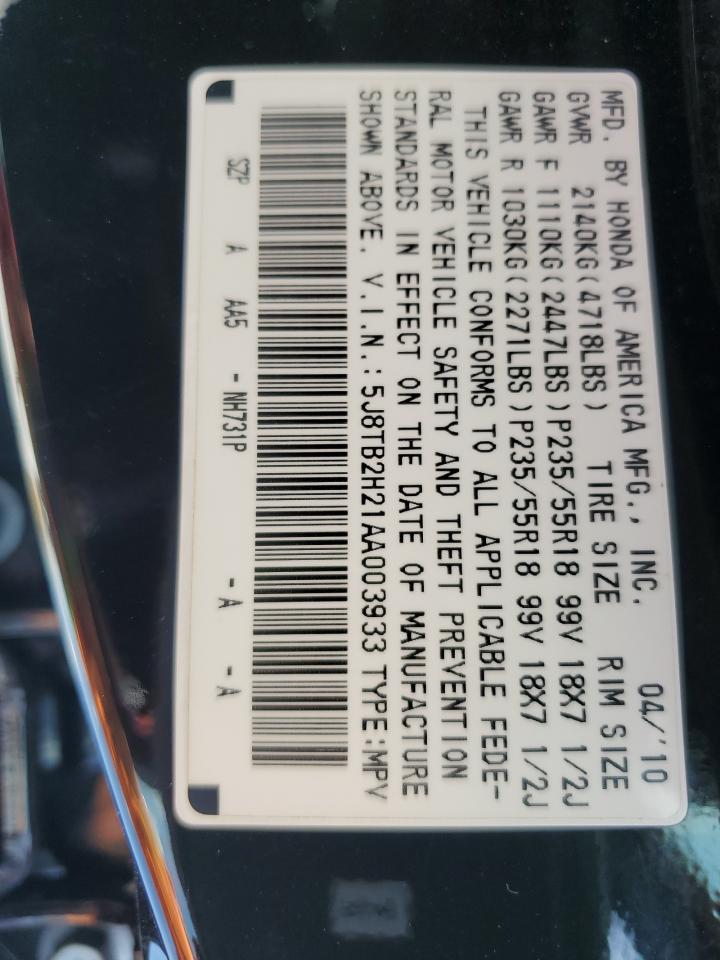 MFD. BY HONDA OF AMERICA MFG., INC. 04/'10
GVWR 2140KG(4718LBS) TIRE SIZE RIM SIZE
GAWR F 1110KG(2447LBS)P235/55R18 99V 18X7 1/2J
GAWR R 1030KG(2271LBS)P235/55R18 99V 18X7 1/2J
THIS VEHICLE CONFORMS TO ALL APPLICABLE FEDE-
RAL MOTOR VEHICLE SAFETY AND THEFT PREVENTION
STANDARDS IN EFFECT ON THE DATE OF MANUFACTURE
SHOWN ABOVE. V.I.N.:5J8TB2H21AA003933 TYPE:MPV
SZP A AA5 - NH731P - A - A